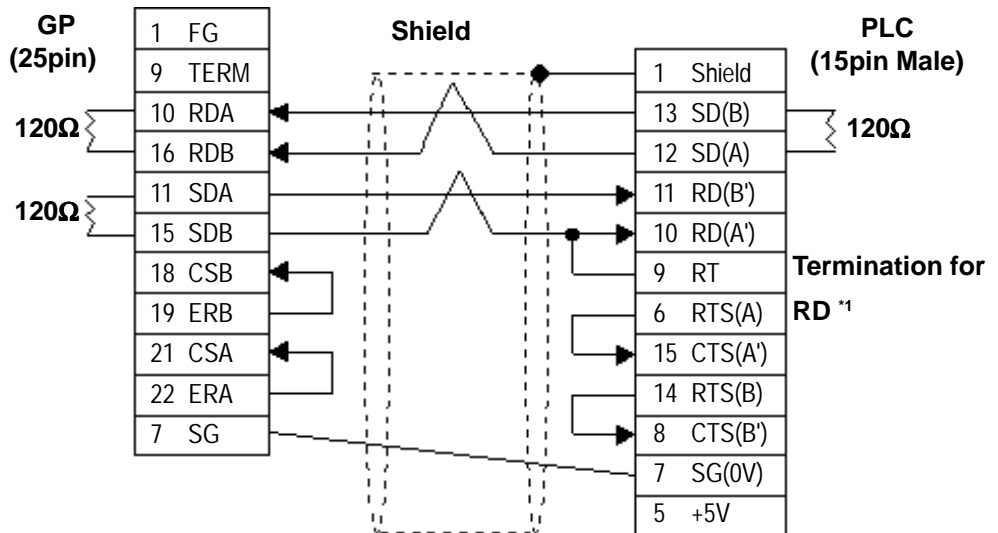 GP
(25pin)
1 FG
9 TERM
10 RDA
16 RDB
11 SDA
15 SDB
18 CSB
19 ERB
21 CSA
22 ERA
7 SG
120Ω
120Ω
Shield
PLC
(15pin Male)
1 Shield
13 SD(B)
12 SD(A)
11 RD(B')
10 RD(A')
9 RT
6 RTS(A)
15 CTS(A')
14 RTS(B)
8 CTS(B')
7 SG(0V)
5 +5V
120Ω
Termination for
RD *1